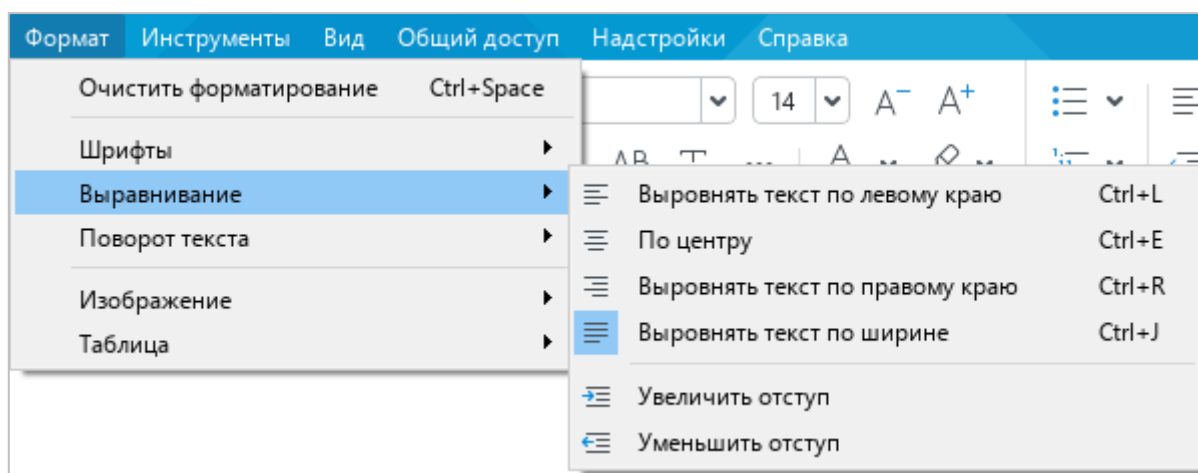 Формат Инструменты Вид Общий доступ Надстройки Справка
Очистить форматирование Ctrl+Space
14 A− A+
Шрифты
Выравнивание
Выровнять текст по левому краю Ctrl+L
Поворот текста
По центру Ctrl+E
Изображение
Выровнять текст по правому краю Ctrl+R
Таблица
Выровнять текст по ширине Ctrl+J
Увеличить отступ
Уменьшить отступ